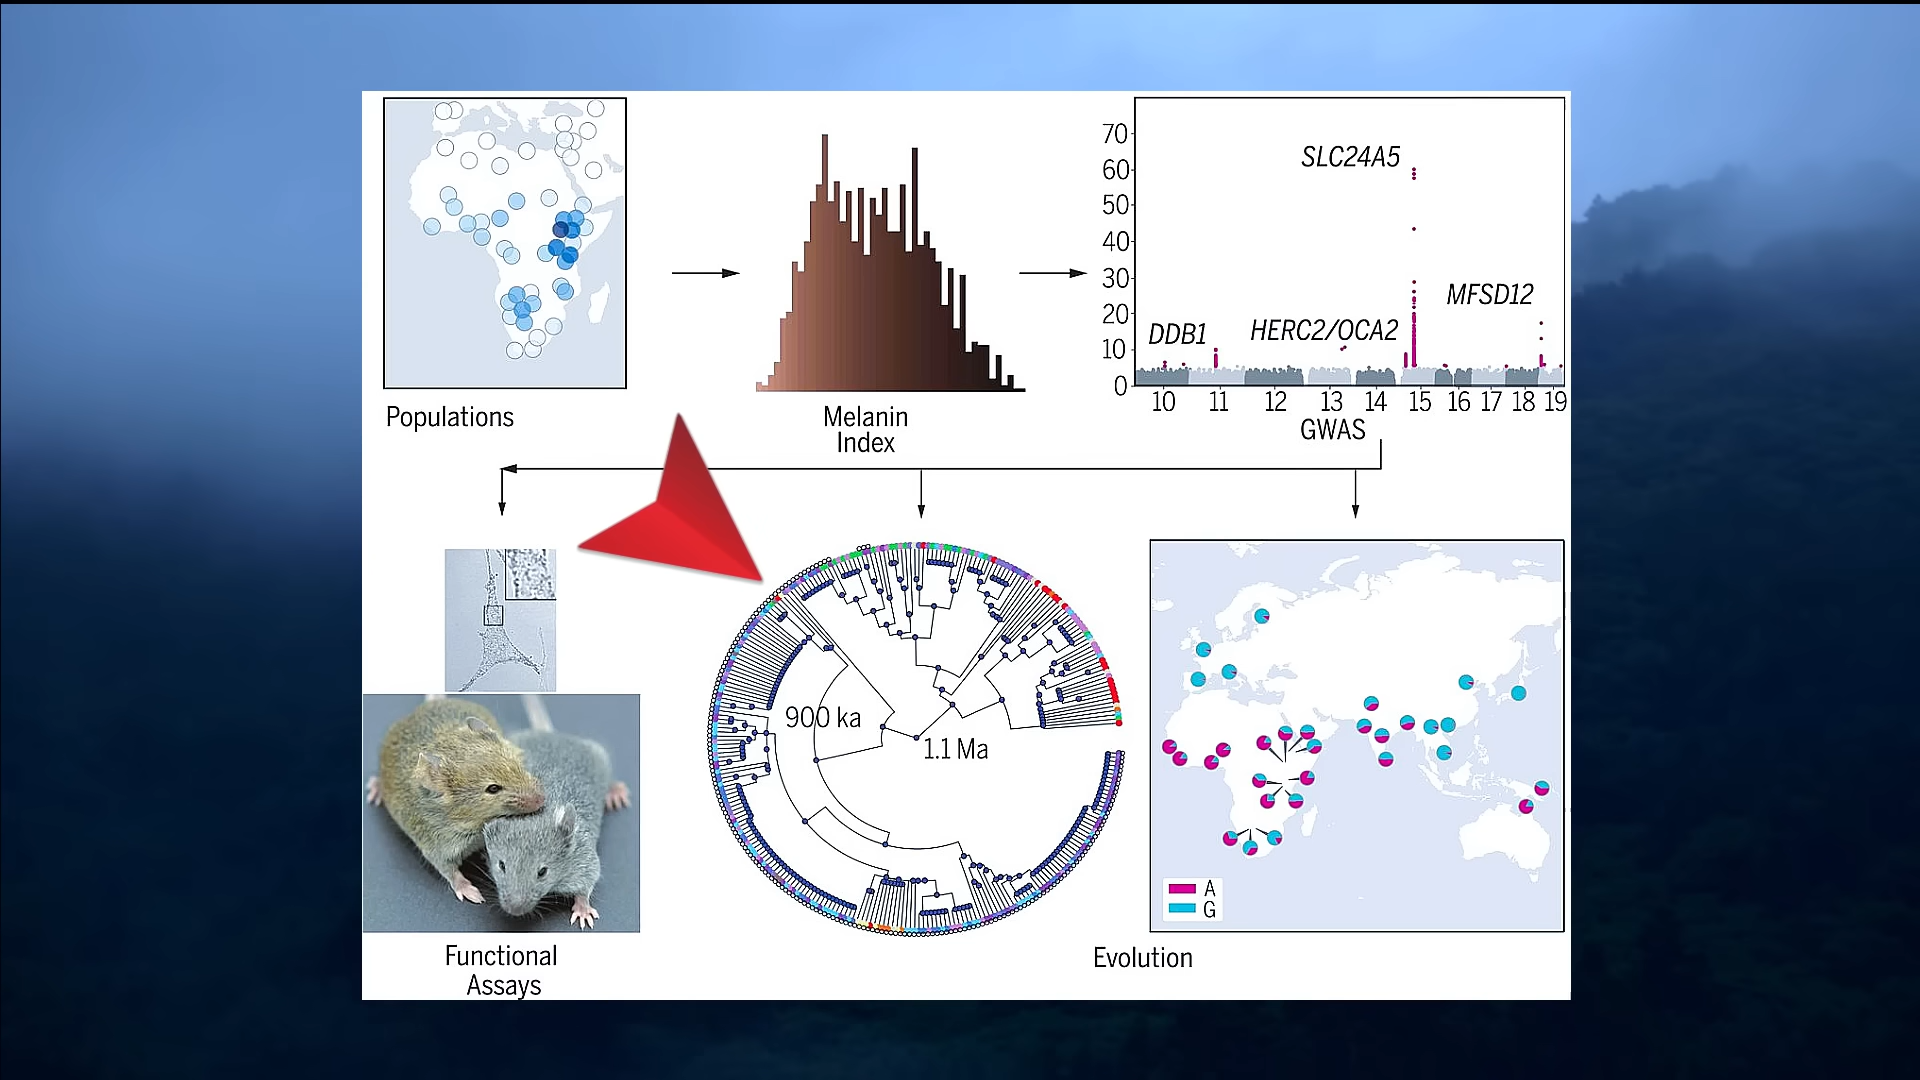 70
60
50
40
30
20
10
0
SLC24A5
MFSD12
DDB1
HERC2/OCA2
10 11 12 13 14 15 16 17 18 19
GWAS
Populations
Melanin
Index
900 ka
1.1 Ma
A
G
Functional
Assays
Evolution